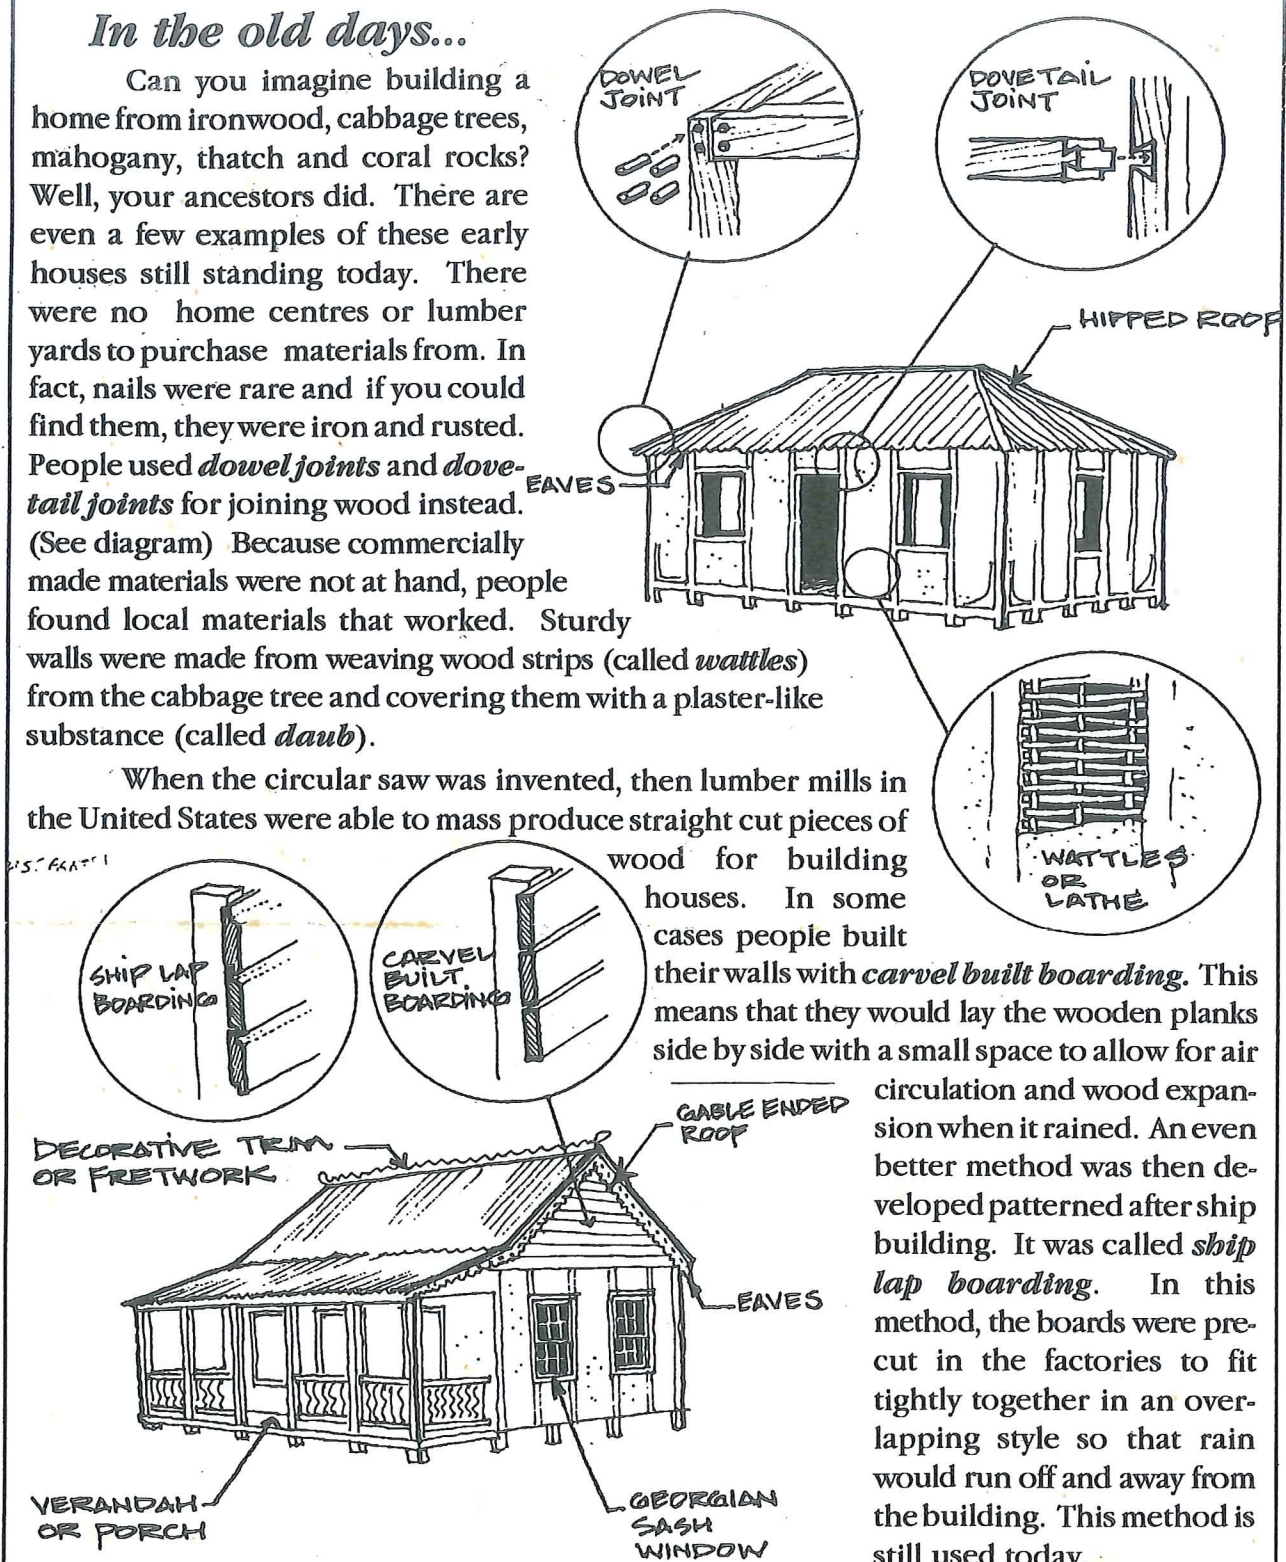 In the old days...
Can you imagine building a
home from ironwood, cabbage trees,
mahogany, thatch and coral rocks?
Well, your ancestors did. There are
even a few examples of these early
houses still standing today. There
were no home centres or lumber
yards to purchase materials from. In
fact, nails were rare and if you could
find them, they were iron and rusted.
People used dowel joints and dove-
tail joints for joining wood instead.
(See diagram) Because commercially
made materials were not at hand, people
found local materials that worked. Sturdy
walls were made from weaving wood strips (called wattles)
from the cabbage tree and covering them with a plaster-like
substance (called daub).
DOWEL
JOINT
DOVETAIL
JOINT
HIPPED ROOF
EAVES
WATTLES
OR
LATHE
When the circular saw was invented, then lumber mills in
the United States were able to mass produce straight cut pieces of
wood for building
houses. In some
cases people built
their walls with carvel built boarding. This
means that they would lay the wooden planks
side by side with a small space to allow for air
circulation and wood expan-
sion when it rained. An even
better method was then de-
veloped patterned after ship
building. It was called ship
lap boarding. In this
method, the boards were pre-
cut in the factories to fit
tightly together in an over-
lapping style so that rain
would run off and away from
the building. This method is
still used today.
SHIP LAP
BOARDING
CARVEL
BUILT
BOARDING
GABLE ENDED
ROOF
DECORATIVE TRIM
OR FRETWORK
EAVES
VERANDAH
OR PORCH
GEORGIAN
SASH
WINDOW